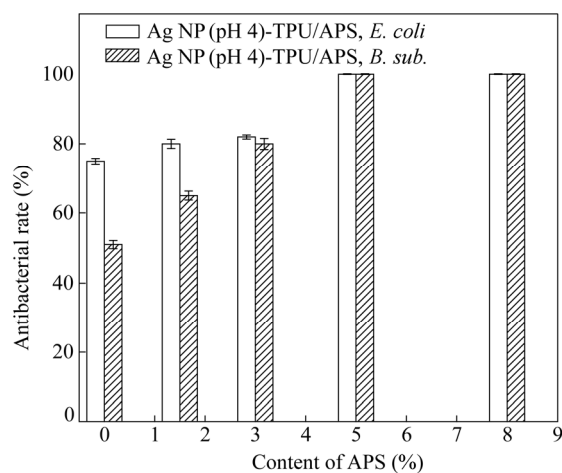 Ag NP (pH 4)-TPU/APS, E. coli
Ag NP (pH 4)-TPU/APS, B. sub.
100
80
60
40
20
0
Antibacterial rate (%)
0 1 2 3 4 5 6 7 8 9
Content of APS (%)